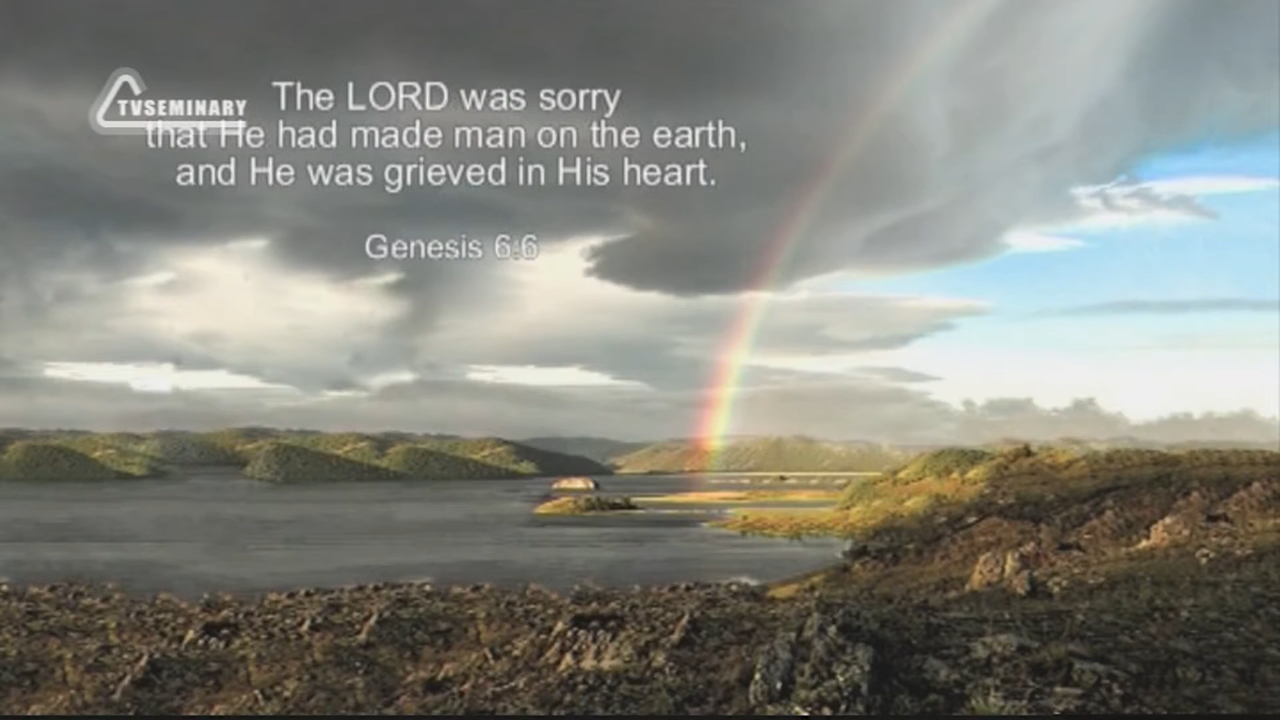 TVSEMINARY
The LORD was sorry
that He had made man on the earth,
and He was grieved in His heart.
Genesis 6:6